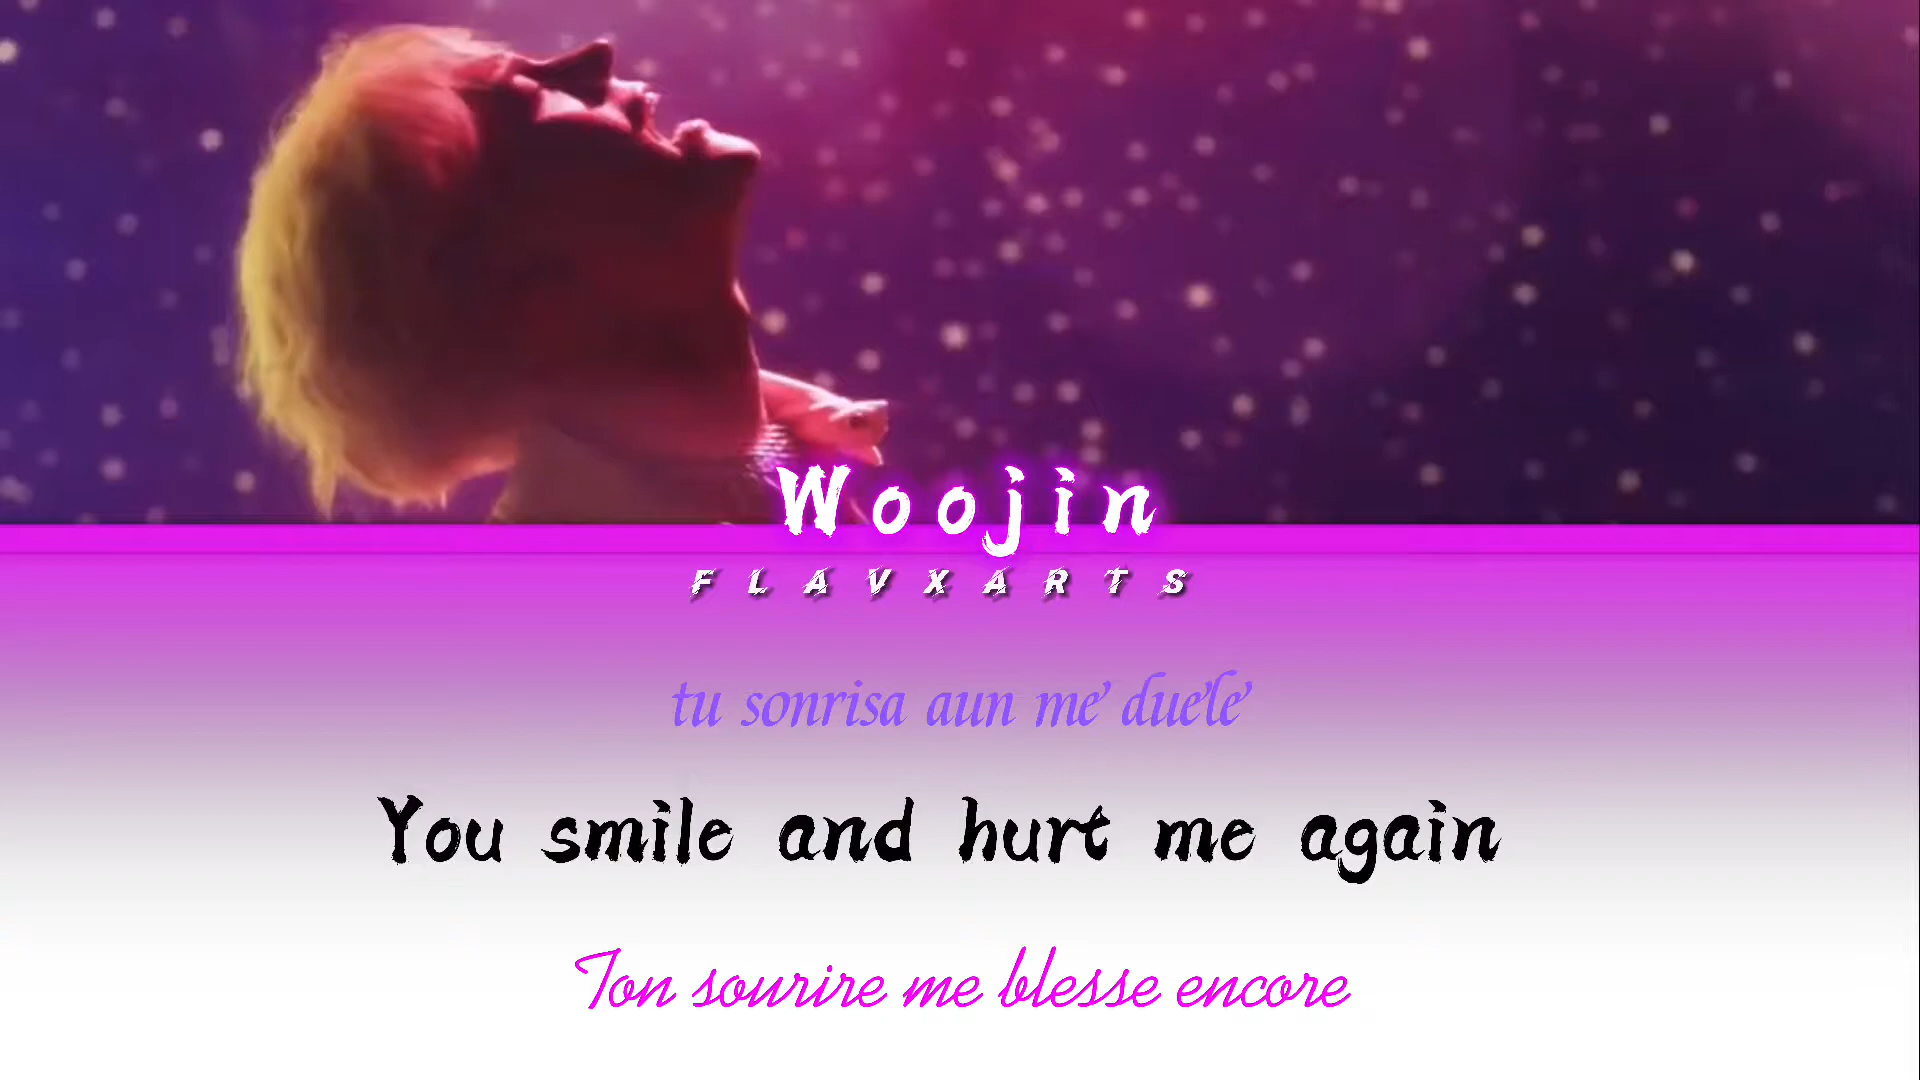 Woojin
FLAVXARTS
tu sonrisa aun me duele
You smile and hurt me again
Ton sourire me blesse encore